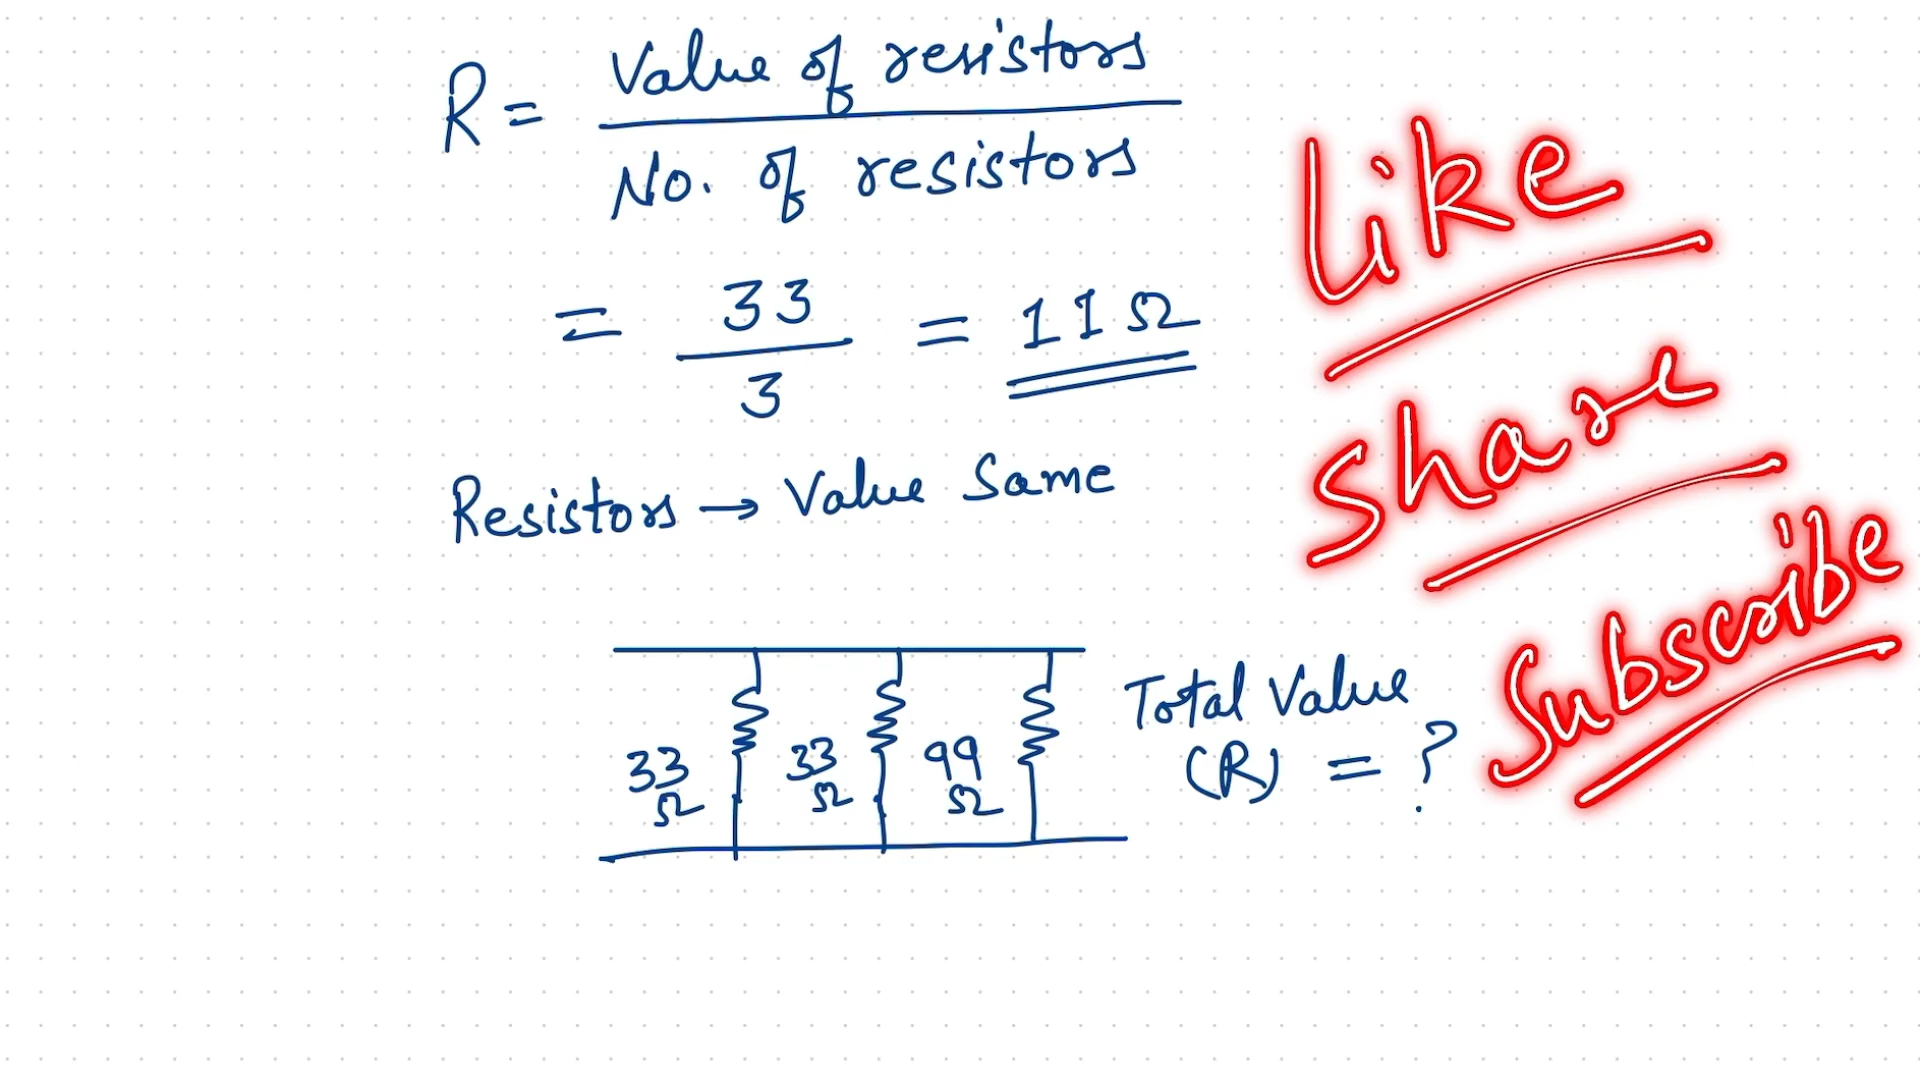 R = Value of resistors
No. of resistors
= 33
3
= 11 Ω
Resistors → Value Same
33 Ω
33 Ω
99 Ω
Total Value
(R) = ?
Like
Share
Subscribe